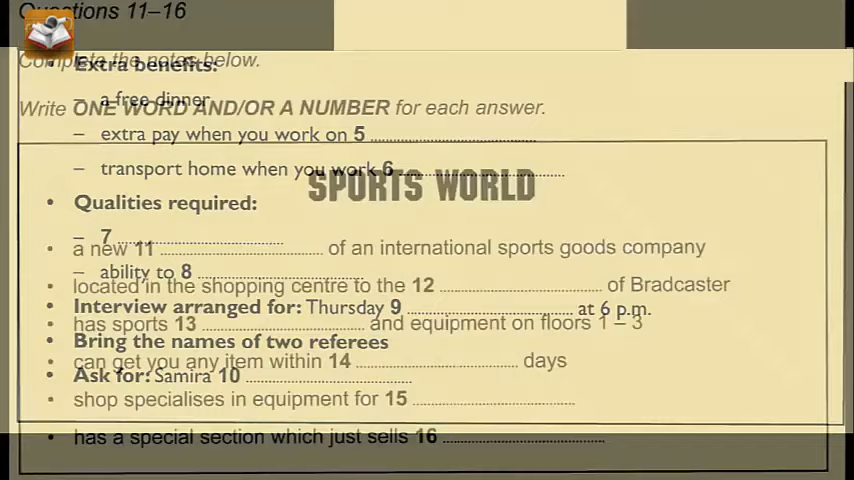 Questions 11–16
Complete the notes below.
Extra benefits:
– a free dinner
Write ONE WORD AND/OR A NUMBER for each answer.
– extra pay when you work on 5
– transport home when you work 6
SPORTS WORLD
• Qualities required:
– 7
• a new 11 of an international sports goods company
– ability to 8
• located in the shopping centre to the 12 of Bradcaster
• Interview arranged for: Thursday 9 at 6 p.m.
• has sports 13 and equipment on floors 1 – 3
• Bring the names of two referees
• can get you any item within 14 days
• Ask for: Samira 10
• shop specialises in equipment for 15
• has a special section which just sells 16